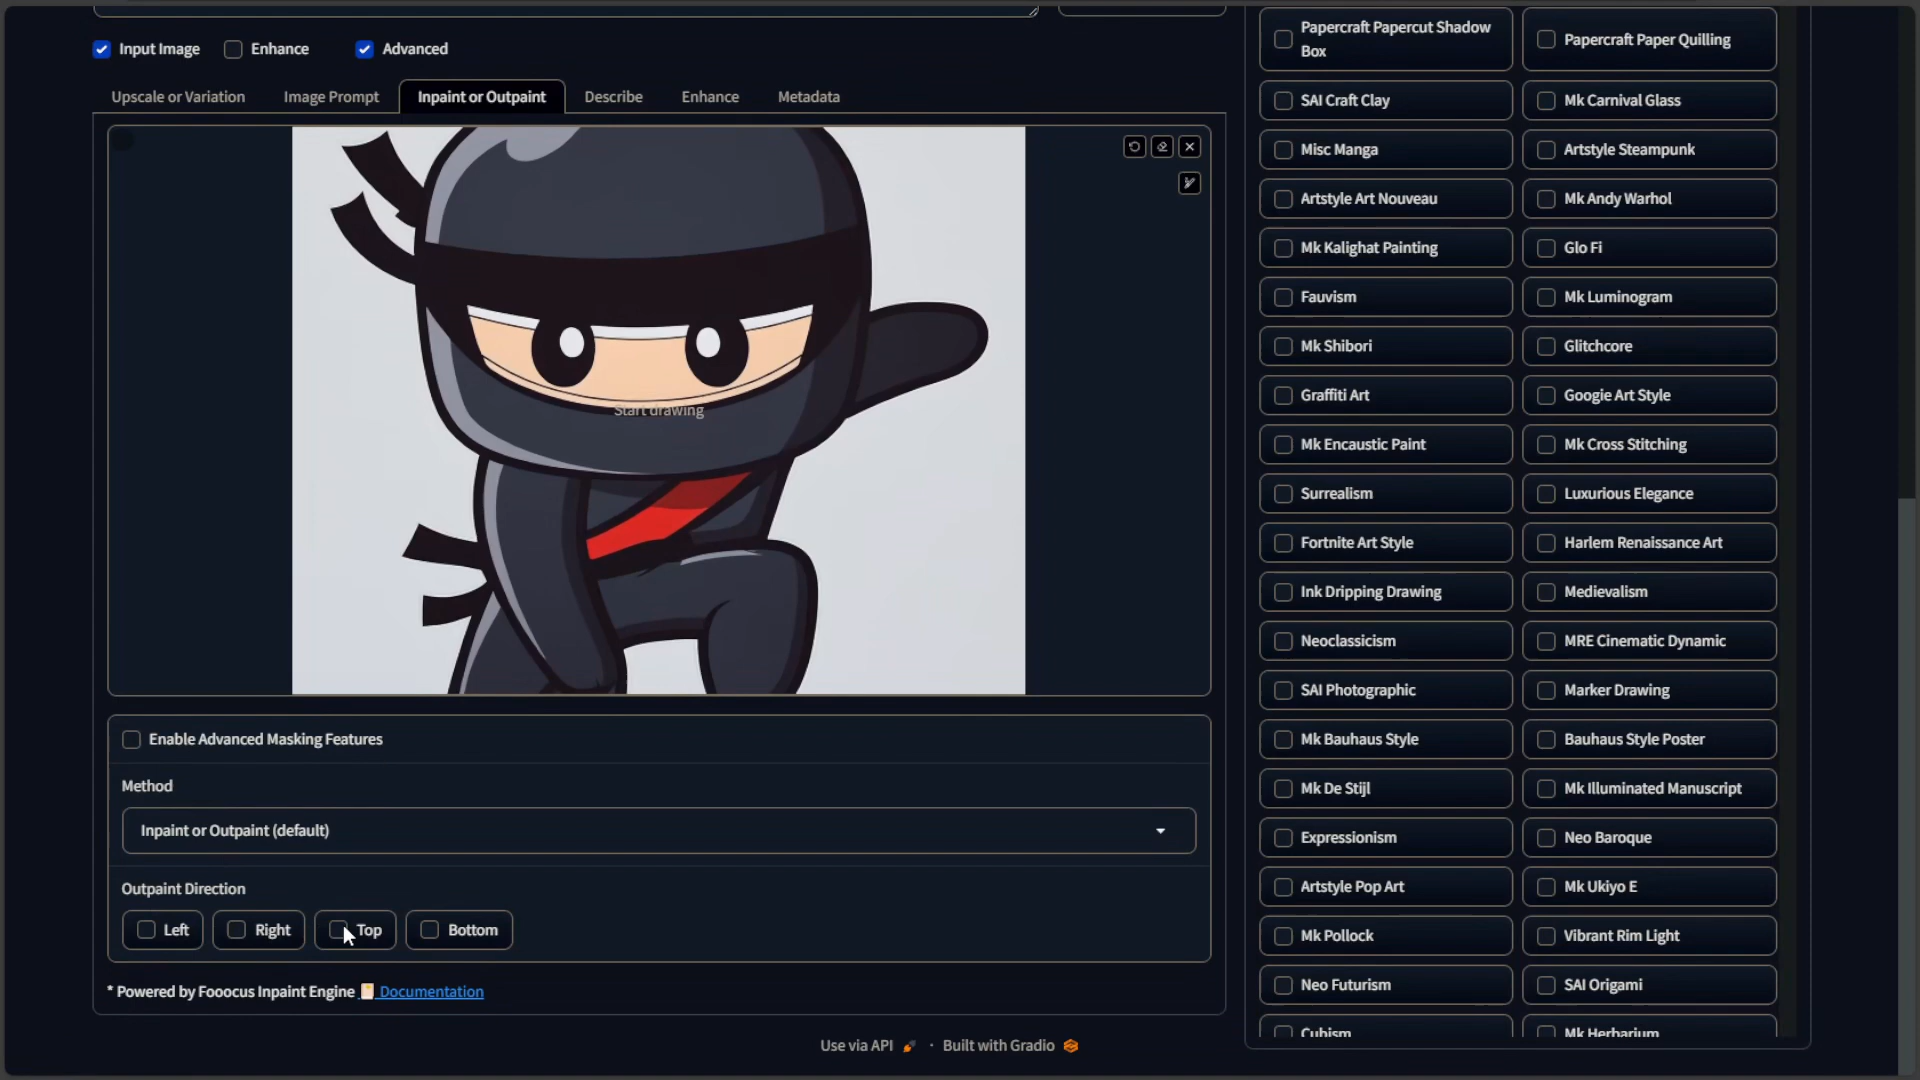 Input Image Enhance Advanced
Upscale or Variation Image Prompt Inpaint or Outpaint Describe Enhance Metadata
Start drawing
Enable Advanced Masking Features
Method
Inpaint or Outpaint (default)
Outpaint Direction
Left Right Top Bottom
* Powered by Fooocus Inpaint Engine Documentation
Use via API · Built with Gradio
Papercraft Papercut Shadow
Box
Papercraft Paper Quilling
SAI Craft Clay
Mk Carnival Glass
Misc Manga
Artstyle Steampunk
Artstyle Art Nouveau
Mk Andy Warhol
Mk Kalighat Painting
Glo Fi
Fauvism
Mk Luminogram
Mk Shibori
Glitchcore
Graffiti Art
Googie Art Style
Mk Encaustic Paint
Mk Cross Stitching
Surrealism
Luxurious Elegance
Fortnite Art Style
Harlem Renaissance Art
Ink Dripping Drawing
Medievalism
Neoclassicism
MRE Cinematic Dynamic
SAI Photographic
Marker Drawing
Mk Bauhaus Style
Bauhaus Style Poster
Mk De Stijl
Mk Illuminated Manuscript
Expressionism
Neo Baroque
Artstyle Pop Art
Mk Ukiyo E
Mk Pollock
Vibrant Rim Light
Neo Futurism
SAI Origami
Cubism
Mk Herbarium